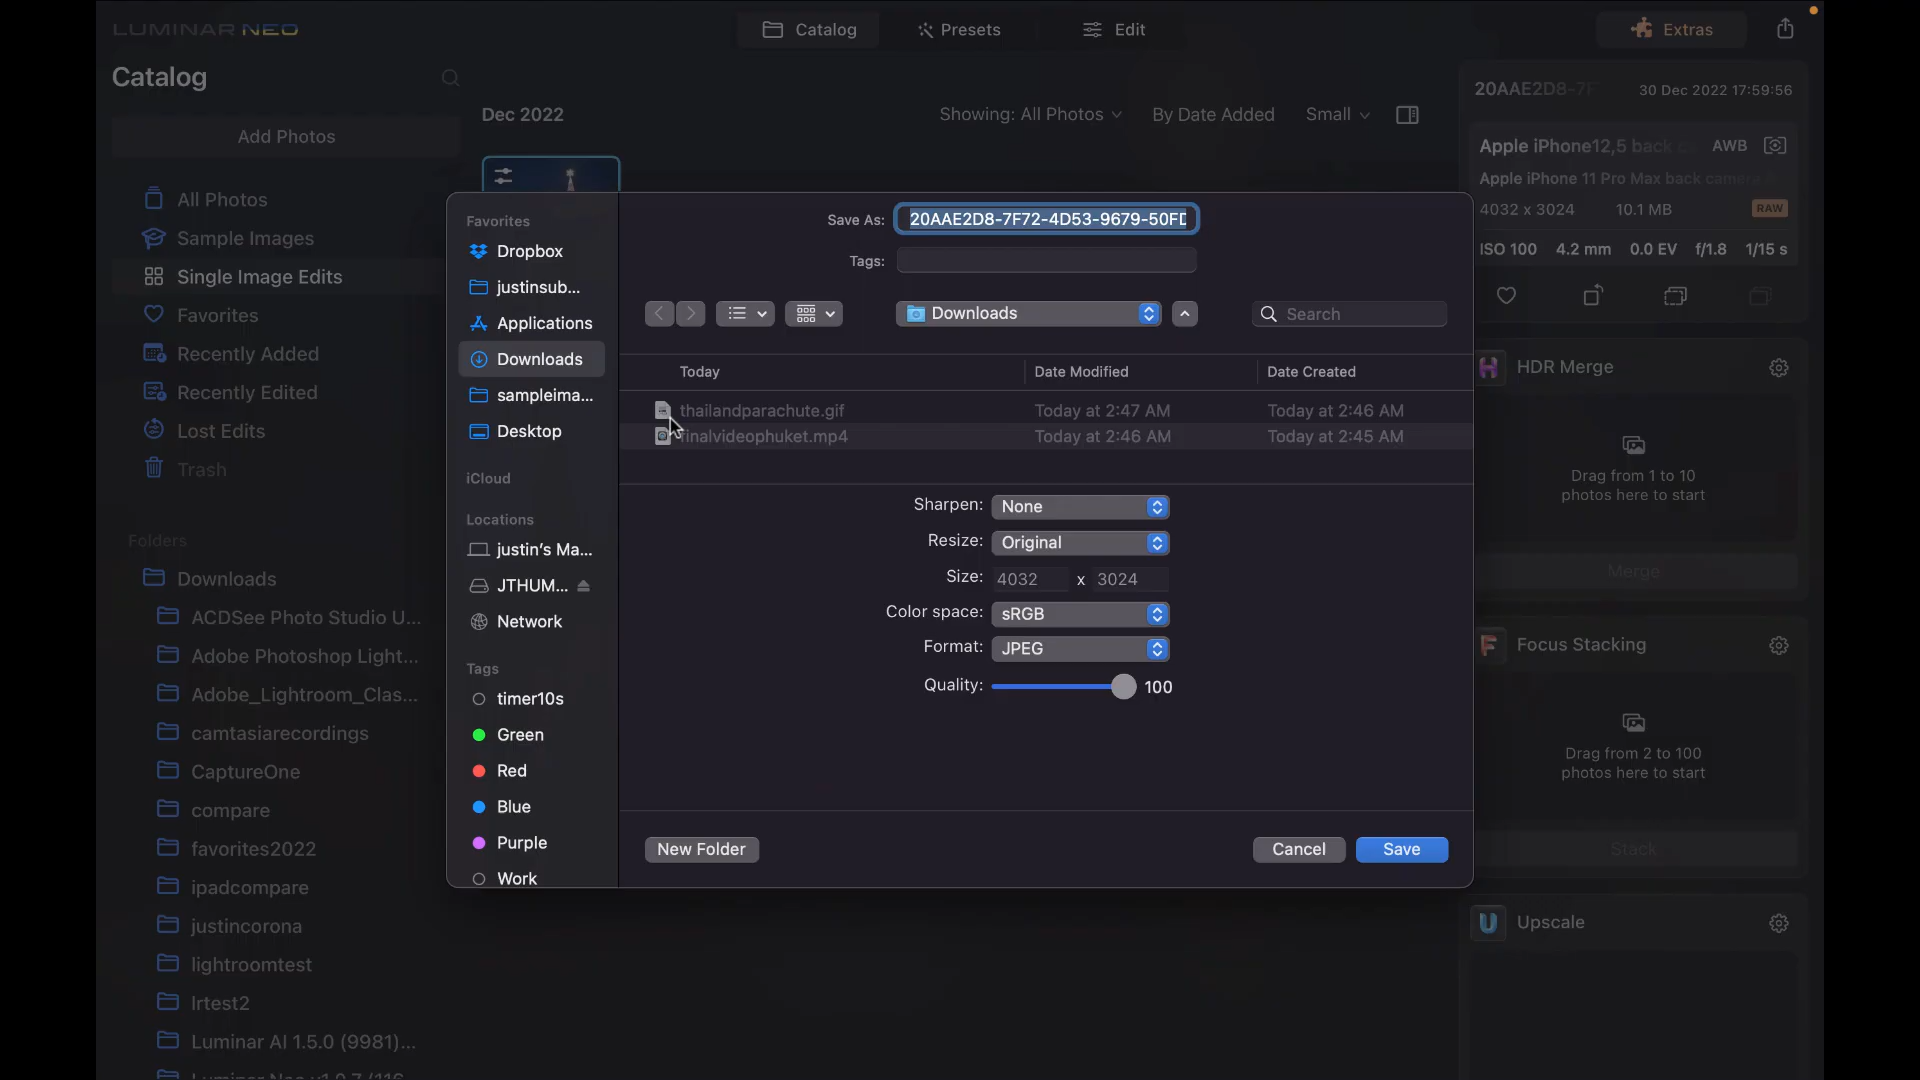 LUMINAR NEO
Catalog
Presets
Edit
Extras
Catalog
Add Photos
All Photos
Sample Images
Single Image Edits
Favorites
Recently Added
Recently Edited
Lost Edits
Trash
Folders
Downloads
ACDSee Photo Studio U...
Adobe Photoshop Light...
Adobe_Lightroom_Clas...
camtasiarecordings
CaptureOne
compare
favorites2022
ipadcompare
justincorona
lightroomtest
lrtest2
Luminar AI 1.5.0 (9981)...
Dec 2022
Showing: All Photos
By Date Added
Small
Favorites
Dropbox
justinsub...
Applications
Downloads
sampleima...
Desktop
iCloud
Locations
justin's Ma...
JTHUM...
Network
Tags
timer10s
Green
Red
Blue
Purple
Work
Save As: 20AAE2D8-7F72-4D53-9679-50FD
Tags:
Downloads
Search
Today Date Modified Date Created
thailandparachute.gif Today at 2:47 AM Today at 2:46 AM
finalvideophuket.mp4 Today at 2:46 AM Today at 2:45 AM
Sharpen: None
Resize: Original
Size: 4032 x 3024
Color space: sRGB
Format: JPEG
Quality: 100
New Folder
Cancel
Save
20AAE2D8-7F 30 Dec 2022 17:59:56
Apple iPhone12,5 back AWB
Apple iPhone 11 Pro Max back camera
4032 x 3024 10.1 MB RAW
ISO 100 4.2 mm 0.0 EV f/1.8 1/15 s
HDR Merge
Drag from 1 to 10
photos here to start
Merge
Focus Stacking
Drag from 2 to 100
photos here to start
Stack
Upscale